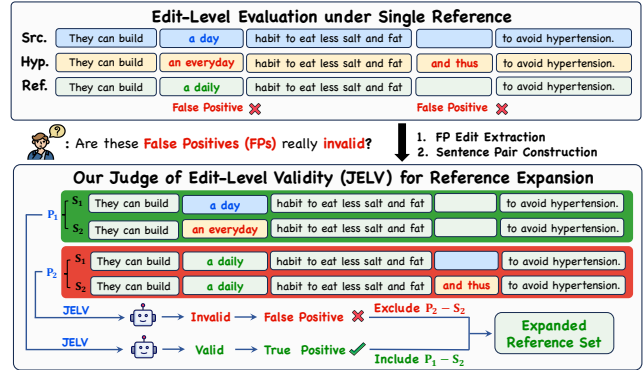 Edit-Level Evaluation under Single Reference
Src. They can build a day habit to eat less salt and fat to avoid hypertension.
Hyp. They can build an everyday habit to eat less salt and fat and thus to avoid hypertension.
Ref. They can build a daily habit to eat less salt and fat to avoid hypertension.
False Positive ✖ False Positive ✖
? : Are these False Positives (FPs) really invalid?
1. FP Edit Extraction
2. Sentence Pair Construction
Our Judge of Edit-Level Validity (JELV) for Reference Expansion
P₁ S₁ They can build a day habit to eat less salt and fat to avoid hypertension.
S₂ They can build an everyday habit to eat less salt and fat to avoid hypertension.
P₂ S₁ They can build a daily habit to eat less salt and fat to avoid hypertension.
S₂ They can build a daily habit to eat less salt and fat and thus to avoid hypertension.
JELV Invalid False Positive ✖ Exclude P₂ − S₂
JELV Valid True Positive ✔ Include P₁ − S₂
Expanded
Reference Set